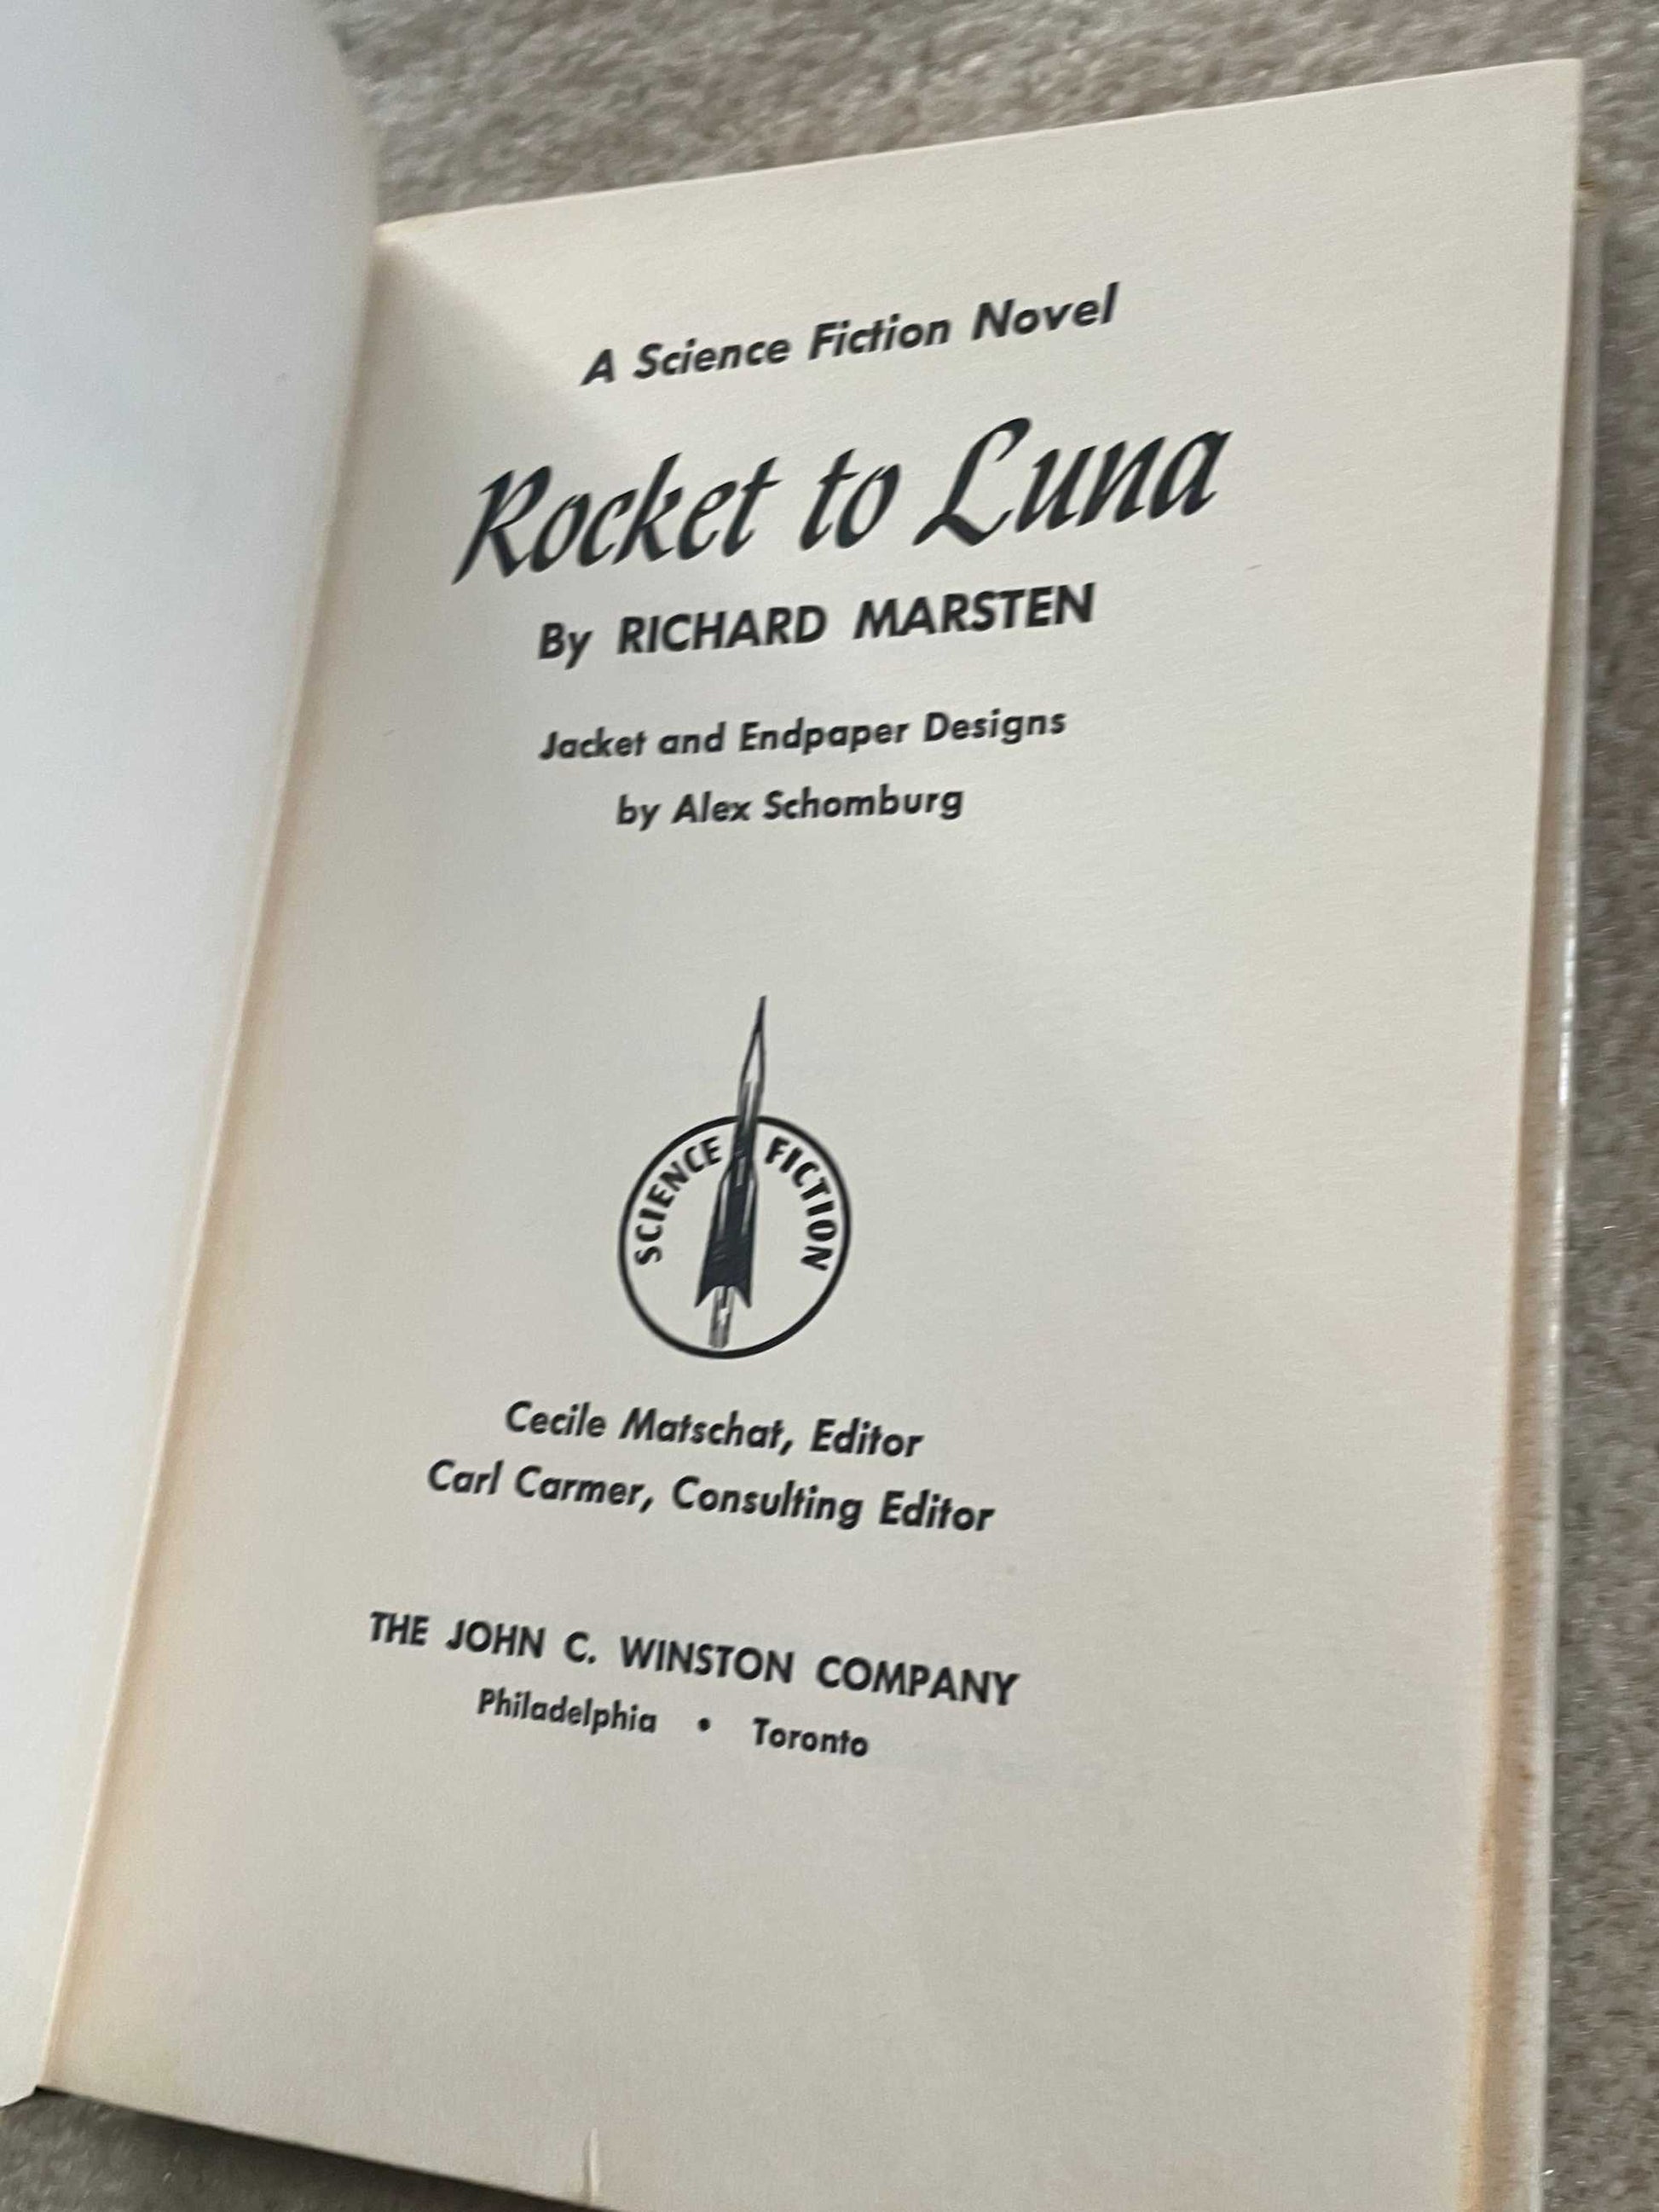 A Science Fiction Novel
Rocket to Luna
By RICHARD MARSTEN
Jacket and Endpaper Designs
by Alex Schomburg
SCIENCE FICTION
Cecile Matschat, Editor
Carl Carmer, Consulting Editor
THE JOHN C. WINSTON COMPANY
Philadelphia • Toronto